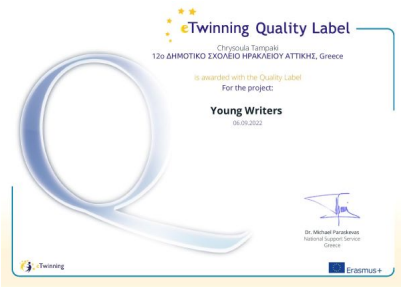 eTwinning Quality Label
Chrysoula Tampaki
12ο ΔΗΜΟΤΙΚΟ ΣΧΟΛΕΙΟ ΗΡΑΚΛΕΙΟΥ ΑΤΤΙΚΗΣ, Greece
is awarded with the Quality Label
For the project:
Young Writers
06.09.2022
Dr. Michael Paraskevas
National Support Service
Greece
eTwinning
Erasmus+